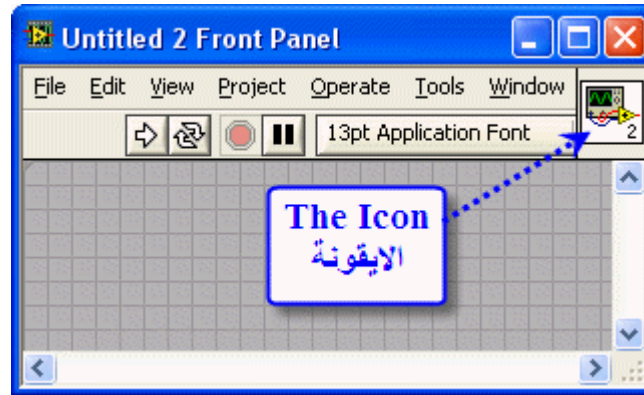 Untitled 2 Front Panel
File Edit View Project Operate Tools Window
13pt Application Font
2
The Icon
الايقونة